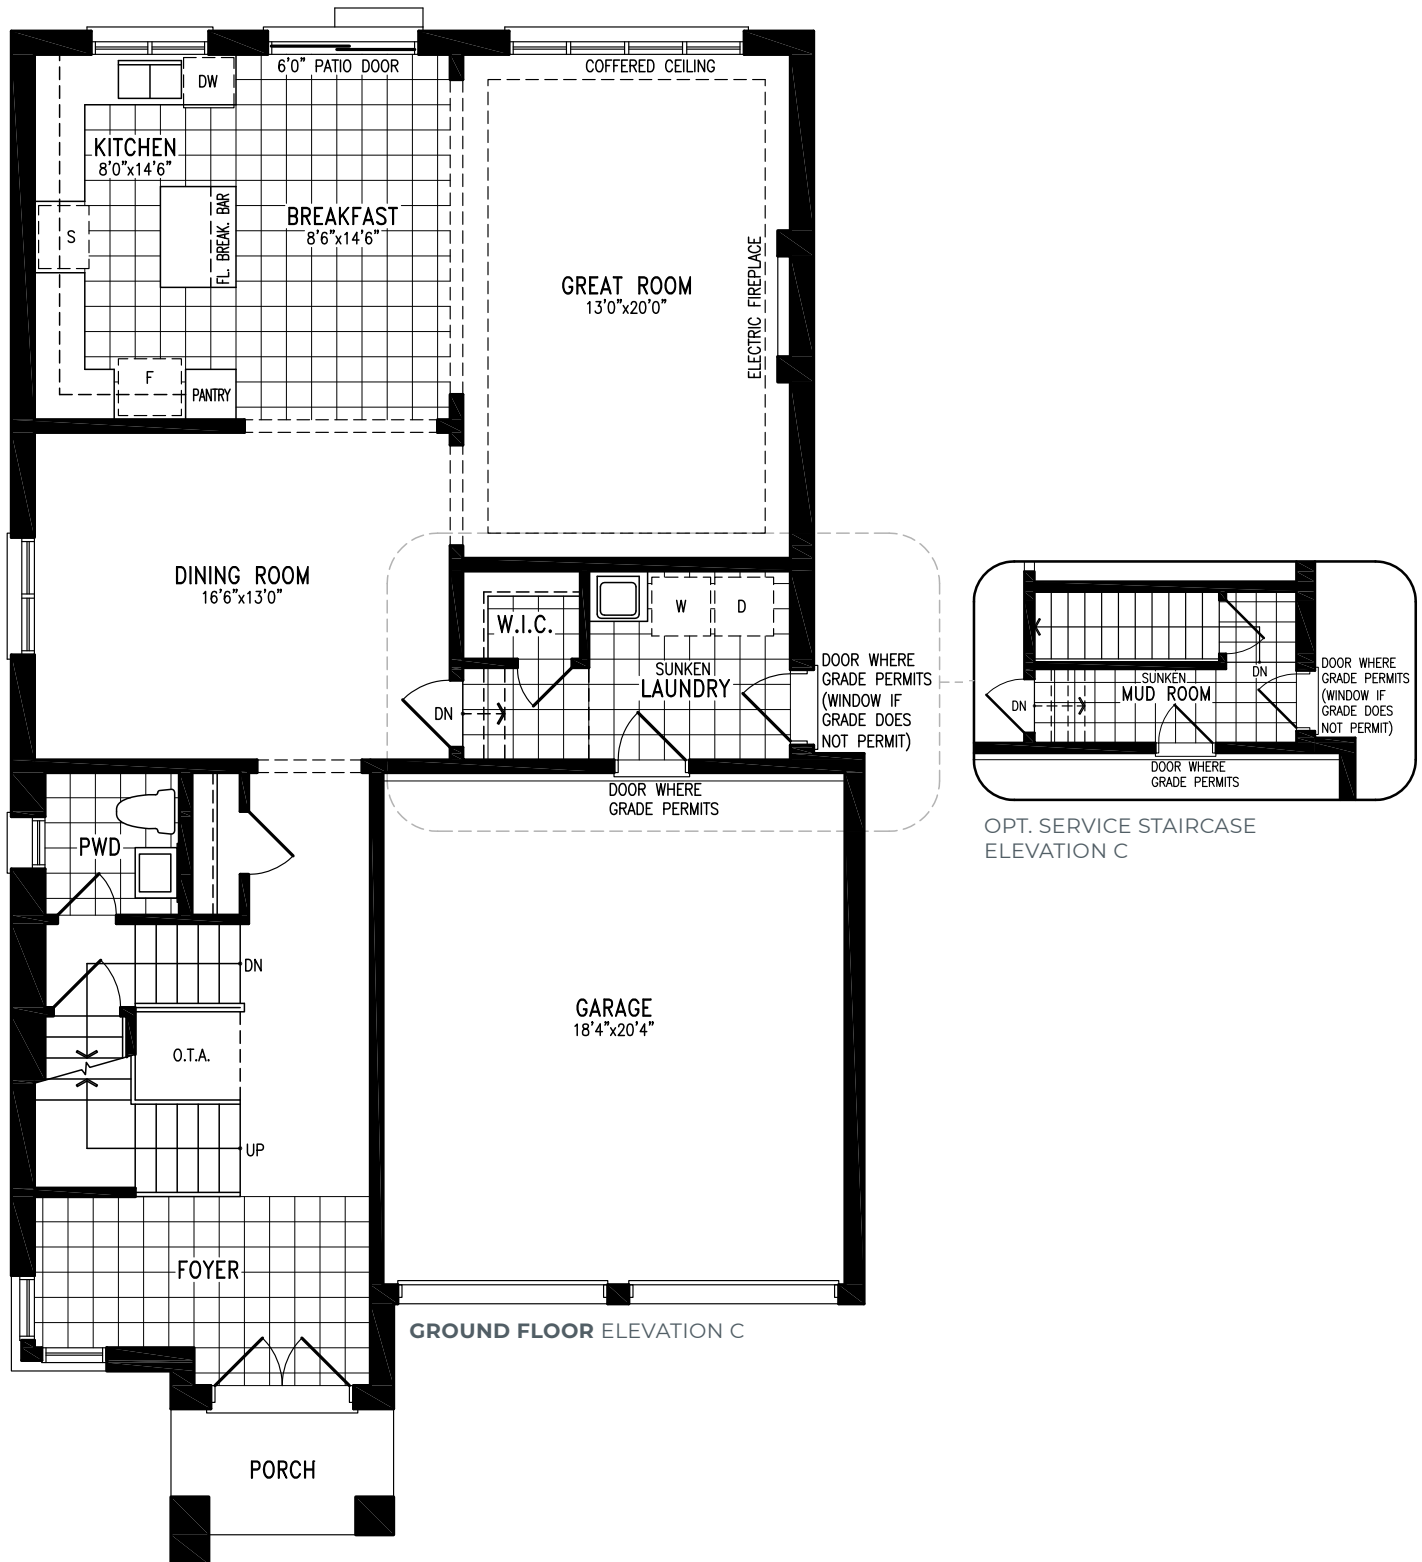 6'0" PATIO DOOR
COFFERED CEILING
DW
KITCHEN
8'0"x14'6"
BREAKFAST
8'6"x14'6"
S
FL. BREAK. BAR
GREAT ROOM
13'0"x20'0"
ELECTRIC FIREPLACE
F
PANTRY
DINING ROOM
16'6"x13'0"
W.I.C.
W
D
SUNKEN
LAUNDRY
DN
DOOR WHERE
GRADE PERMITS
(WINDOW IF
GRADE DOES
NOT PERMIT)
DOOR WHERE
GRADE PERMITS
DN
SUNKEN
MUD ROOM
DN
DOOR WHERE
GRADE PERMITS
(WINDOW IF
GRADE DOES
NOT PERMIT)
DOOR WHERE
GRADE PERMITS
OPT. SERVICE STAIRCASE
ELEVATION C
PWD
DN
O.T.A.
UP
GARAGE
18'4"x20'4"
FOYER
GROUND FLOOR ELEVATION C
PORCH